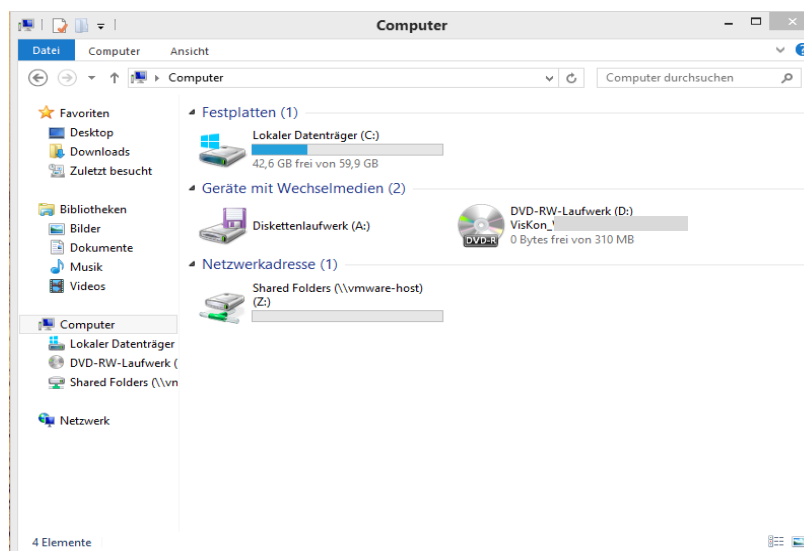 Computer
Datei Computer Ansicht
Computer
Computer durchsuchen
Favoriten
Desktop
Downloads
Zuletzt besucht
Bibliotheken
Bilder
Dokumente
Musik
Videos
Computer
Lokaler Datenträger
DVD-RW-Laufwerk (
Shared Folders (\\vm
Netzwerk
Festplatten (1)
Lokaler Datenträger (C:)
42,6 GB frei von 59,9 GB
Geräte mit Wechselmedien (2)
Diskettenlaufwerk (A:)
DVD-RW-Laufwerk (D:)
VisKon_
DVD-R
0 Bytes frei von 310 MB
Netzwerkadresse (1)
Shared Folders (\\vmware-host)
(Z:)
4 Elemente